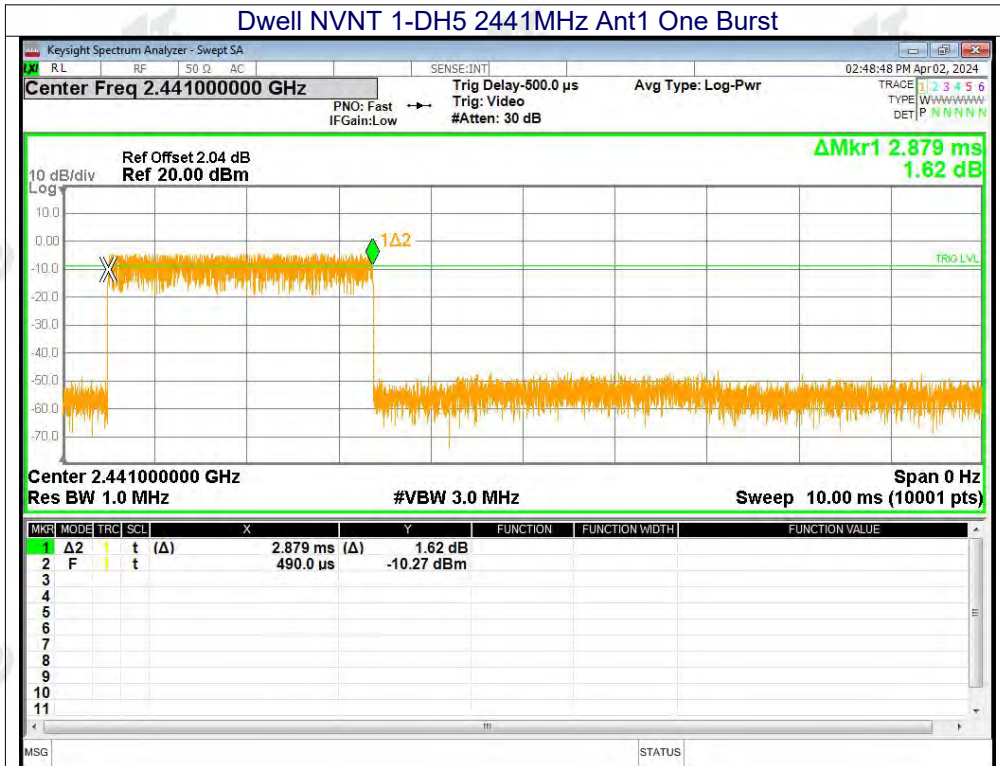 Dwell NVNT 1-DH5 2441MHz Ant1 One Burst
Keysight Spectrum Analyzer - Swept SA
LXI RL RF 50 Ω AC SENSE:INT 02:48:48 PM Apr 02, 2024
Center Freq 2.441000000 GHz Trig Delay-500.0 µs Avg Type: Log-Pwr TRACE 1 2 3 4 5 6
PNO: Fast Trig: Video TYPE WWWWWW
IFGain:Low #Atten: 30 dB DET P N N N N N
ΔMkr1 2.879 ms
1.62 dB
Ref Offset 2.04 dB
10 dB/div Ref 20.00 dBm
Log
10.0
0.00
1Δ2
TRIG LVL
-10.0
-20.0
-30.0
-40.0
-50.0
-60.0
-70.0
Center 2.441000000 GHz Span 0 Hz
Res BW 1.0 MHz #VBW 3.0 MHz Sweep 10.00 ms (10001 pts)
MKR MODE TRC SCL X Y FUNCTION FUNCTION WIDTH FUNCTION VALUE
1 Δ2 1 t (Δ) 2.879 ms (Δ) 1.62 dB
2 F 1 t 490.0 µs -10.27 dBm
3
4
5
6
7
8
9
10
11
MSG STATUS